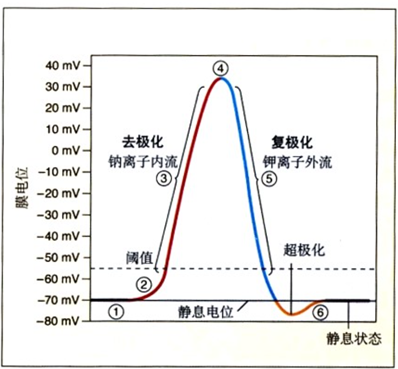 40 mV
30 mV
20 mV
10 mV
0 mV
−10 mV
−20 mV
−30 mV
−40 mV
−50 mV
−60 mV
−70 mV
−80 mV
膜电位
④
去极化
钠离子内流
③
复极化
钾离子外流
⑤
阈值
超极化
②
①
静息电位
⑥
静息状态